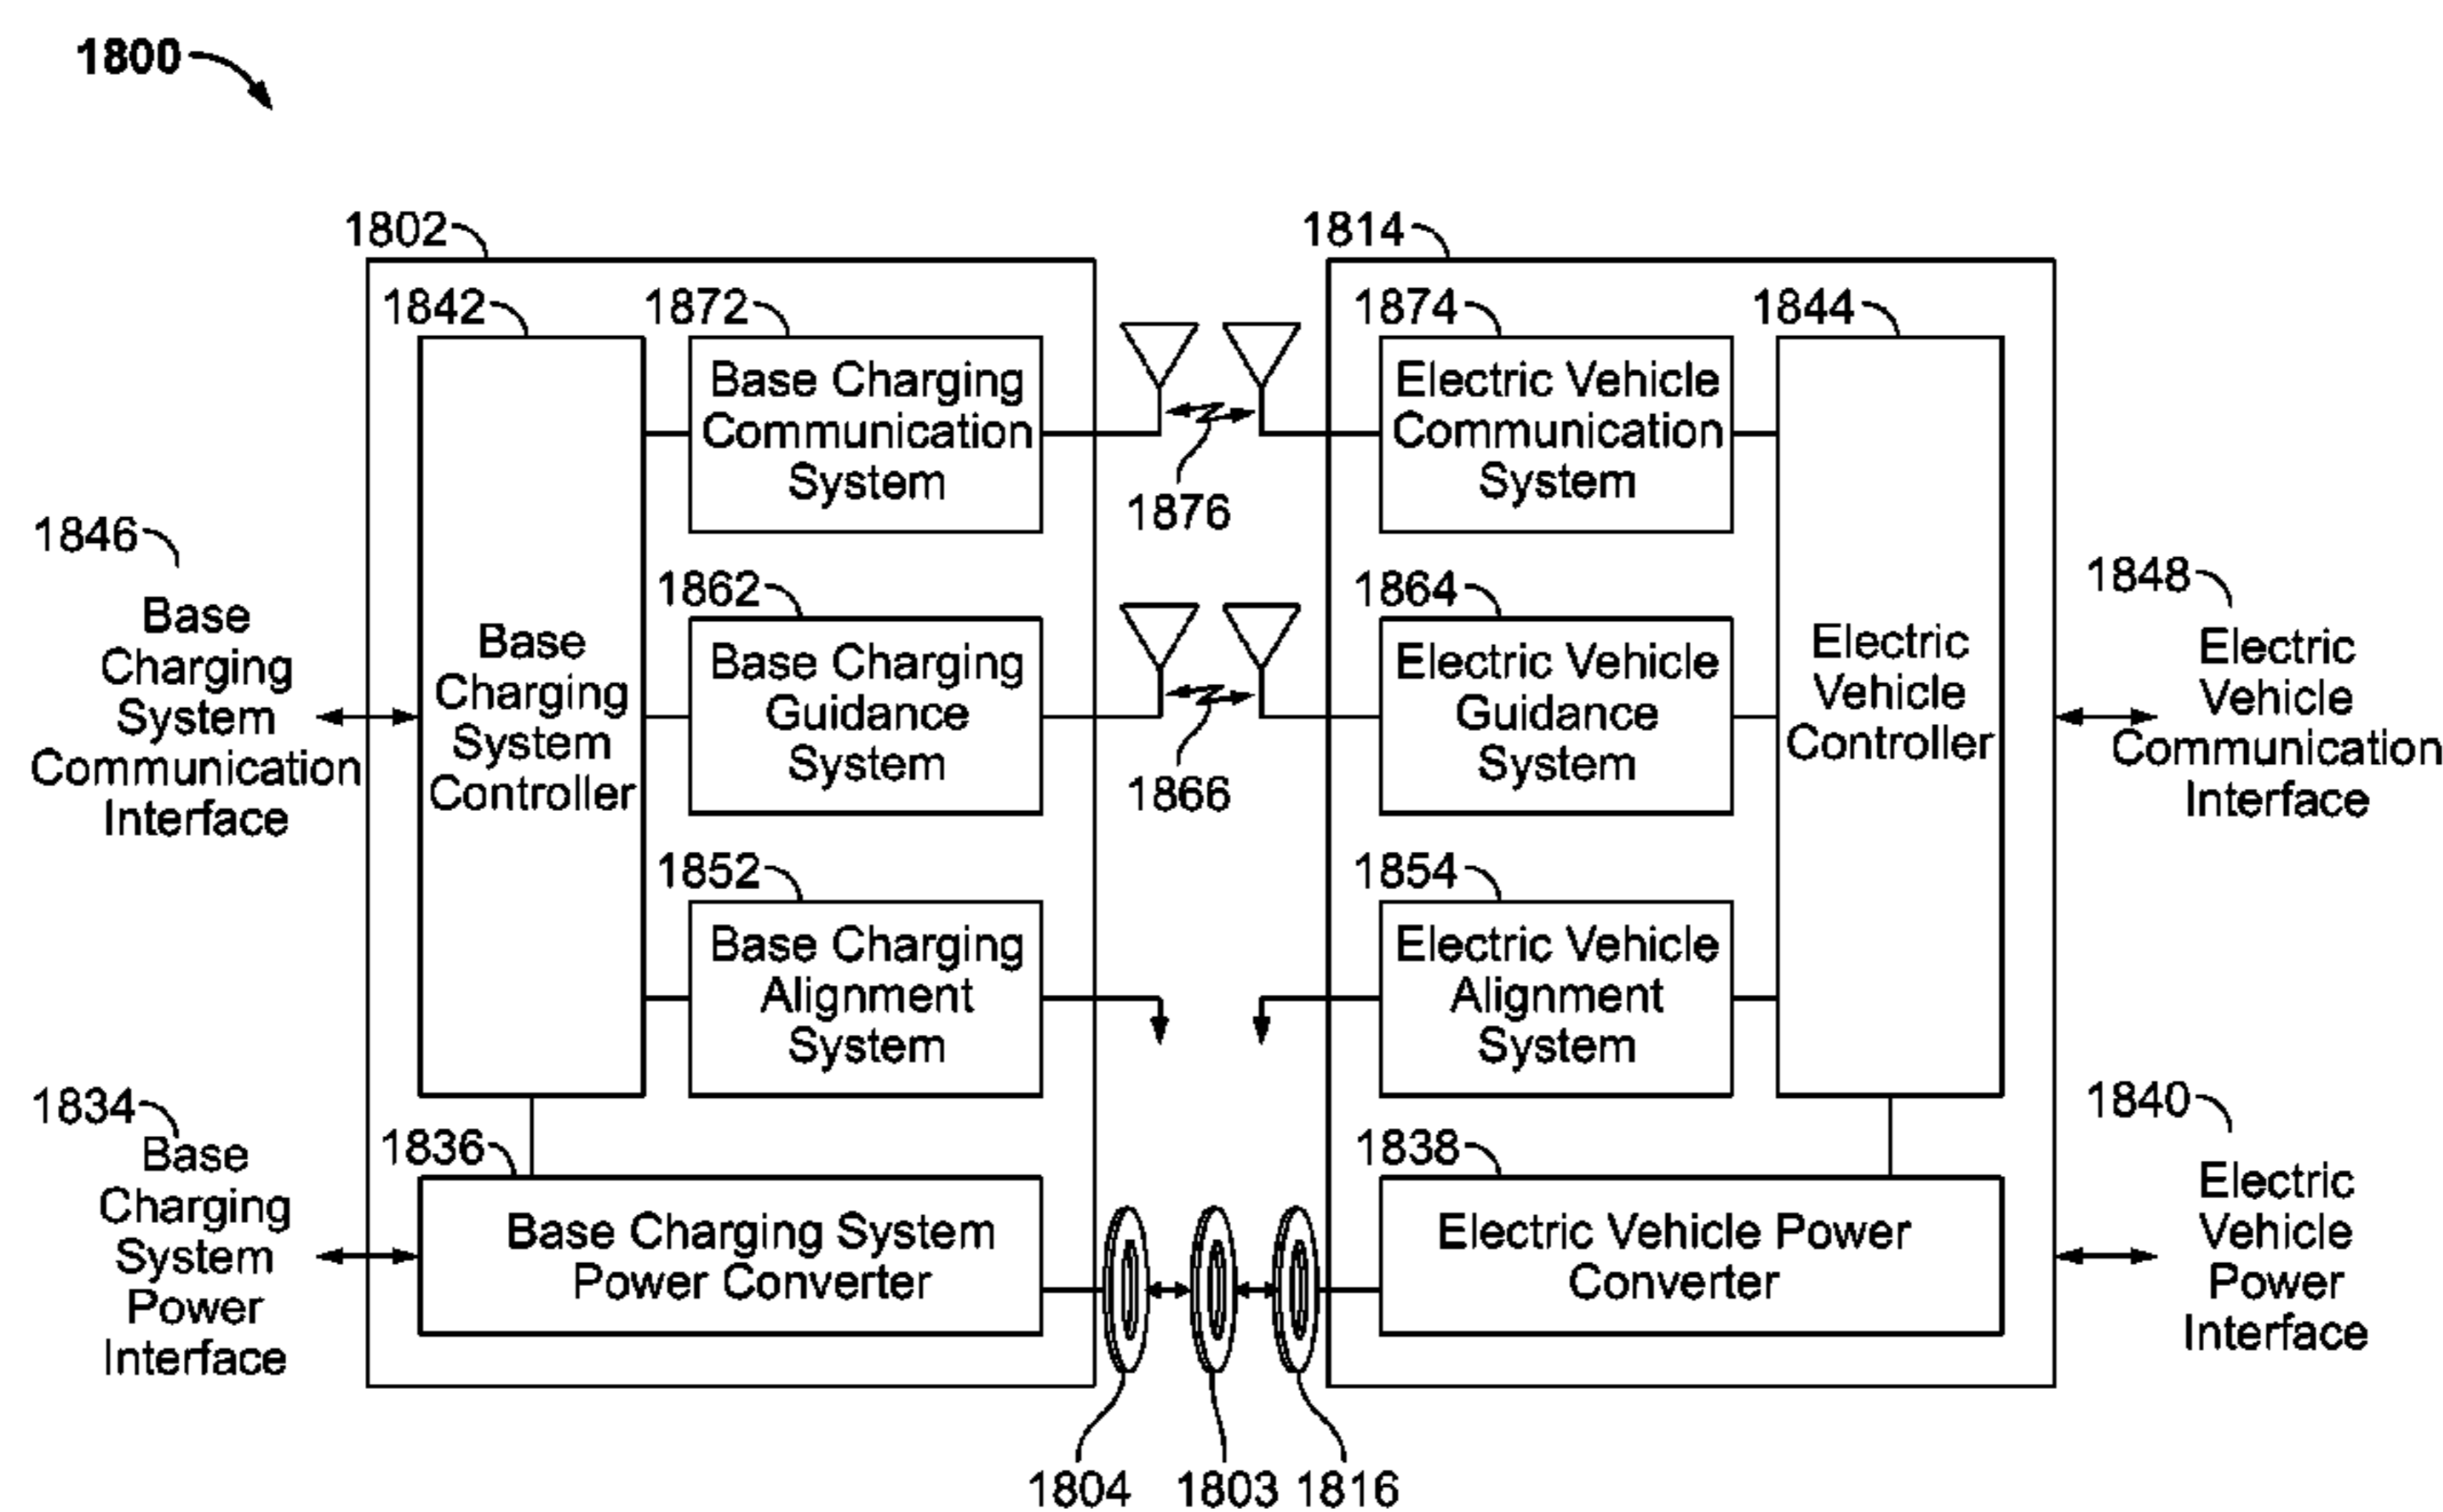 1800
1802
1814
1842
1872
1874
1844
Base Charging
Communication
System
Electric Vehicle
Communication
System
1876
1846
Base
Charging
System
Communication
Interface
Base
Charging
System
Controller
1862
Base Charging
Guidance
System
1866
1864
Electric Vehicle
Guidance
System
Electric
Vehicle
Controller
1848
Electric
Vehicle
Communication
Interface
1852
Base Charging
Alignment
System
1854
Electric Vehicle
Alignment
System
1834
Base
Charging
System
Power
Interface
1836
Base Charging System
Power Converter
1838
Electric Vehicle Power
Converter
1840
Electric
Vehicle
Power
Interface
1804
1803
1816